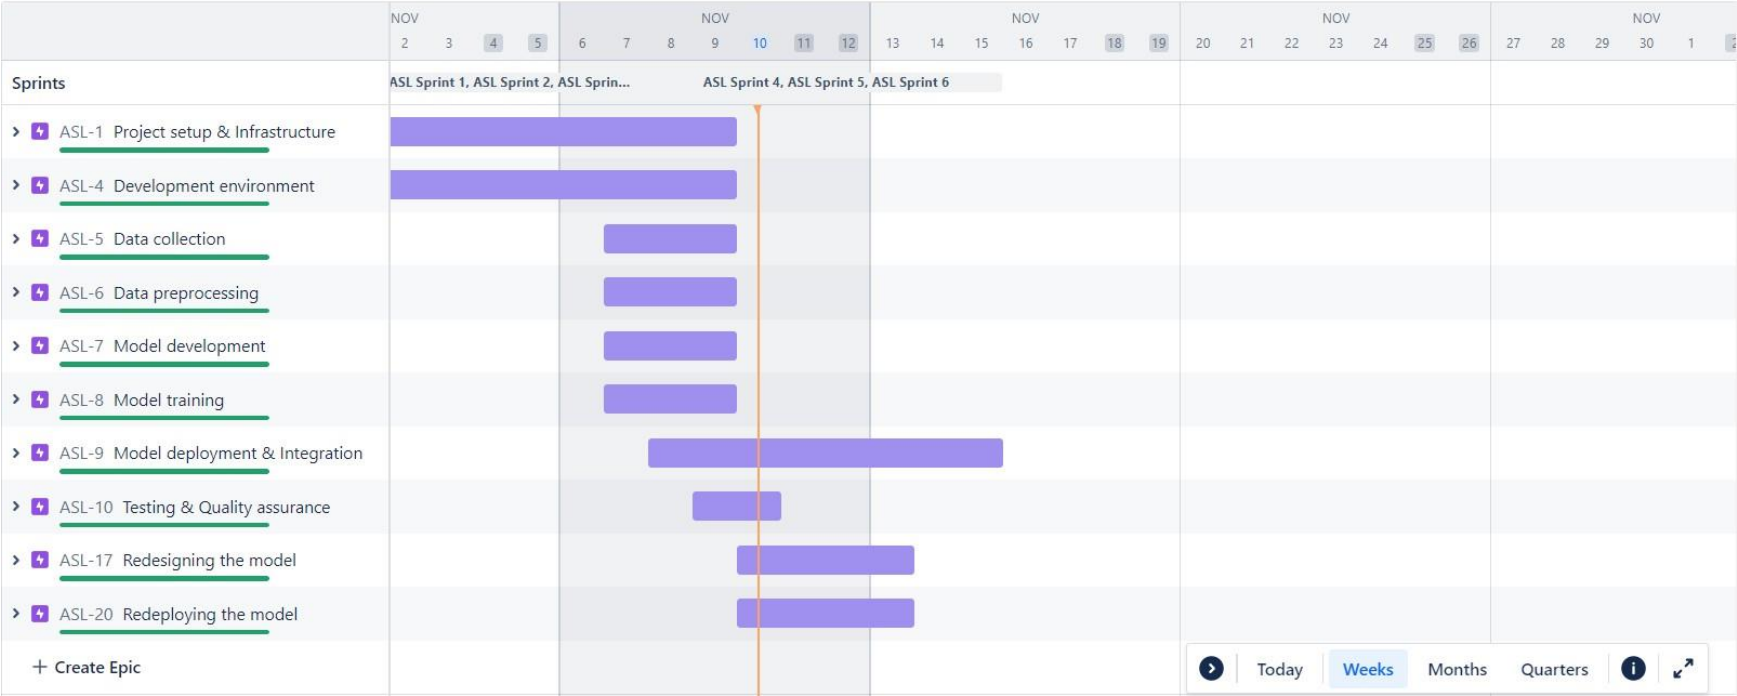 NOV NOV NOV NOV NOV
2 3 4 5 6 7 8 9 10 11 12 13 14 15 16 17 18 19 20 21 22 23 24 25 26 27 28 29 30 1
Sprints ASL Sprint 1, ASL Sprint 2, ASL Sprin... ASL Sprint 4, ASL Sprint 5, ASL Sprint 6
ASL-1 Project setup & Infrastructure
ASL-4 Development environment
ASL-5 Data collection
ASL-6 Data preprocessing
ASL-7 Model development
ASL-8 Model training
ASL-9 Model deployment & Integration
ASL-10 Testing & Quality assurance
ASL-17 Redesigning the model
ASL-20 Redeploying the model
+ Create Epic Today Weeks Months Quarters